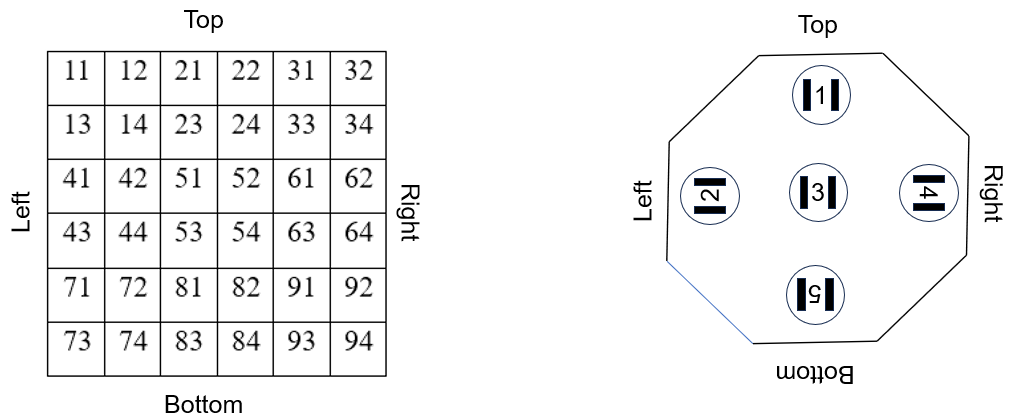 Top
Left
11 12 21 22 31 32
13 14 23 24 33 34
41 42 51 52 61 62
43 44 53 54 63 64
71 72 81 82 91 92
73 74 83 84 93 94
Right
Bottom
Top
Left
1
2
3
4
5
Right
Bottom